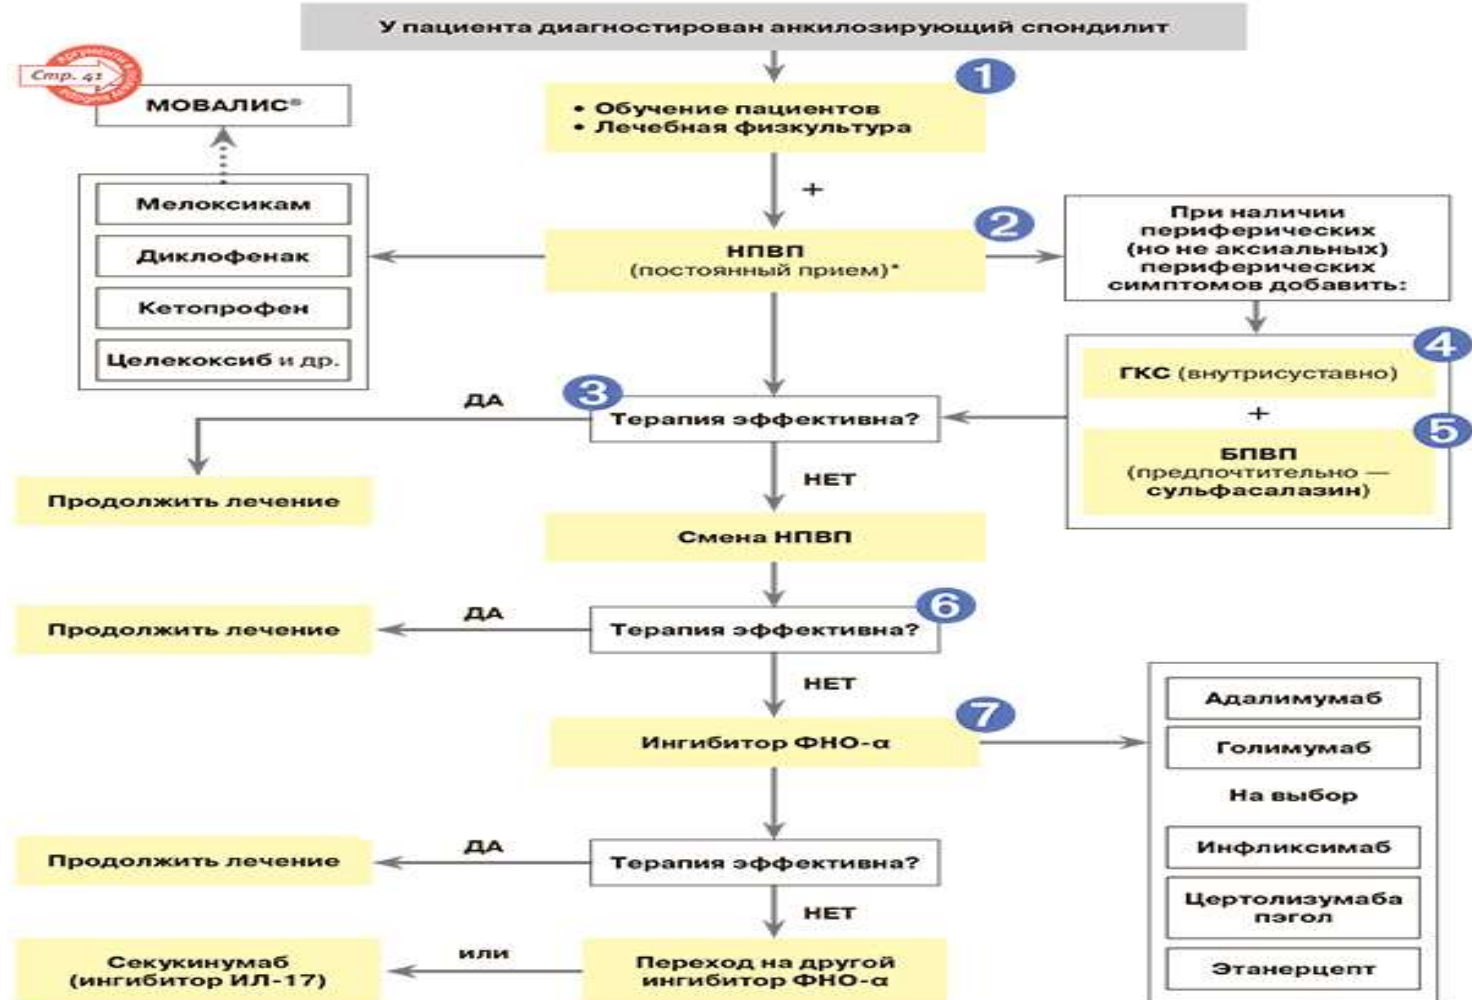 У пациента диагностирован анкилозирующий спондилит
Стр. 41
МОВАЛИС®
1
• Обучение пациентов
• Лечебная физкультура
+
Мелоксикам
Диклофенак
Кетопрофен
Целекоксиб и др.
2
НПВП
(постоянный прием)*
При наличии
периферических
(но не аксиальных)
периферических
симптомов добавить:
4
ГКС (внутрисуставно)
+
5
БПВП
(предпочтительно —
сульфасалазин)
3
Терапия эффективна?
ДА
Продолжить лечение
НЕТ
Смена НПВП
6
Терапия эффективна?
ДА
Продолжить лечение
НЕТ
7
Ингибитор ФНО-α
Адалимумаб
Голимумаб
На выбор
Инфликсимаб
Цертолизумаба
пэгол
Этанерцепт
Терапия эффективна?
ДА
Продолжить лечение
НЕТ
Переход на другой
ингибитор ФНО-α
или
Секукинумаб
(ингибитор ИЛ-17)